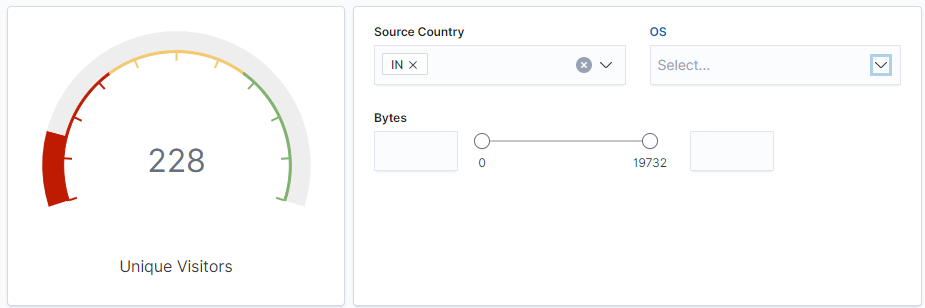 228
Unique Visitors
Source Country
OS
IN
Select...
Bytes
0
19732